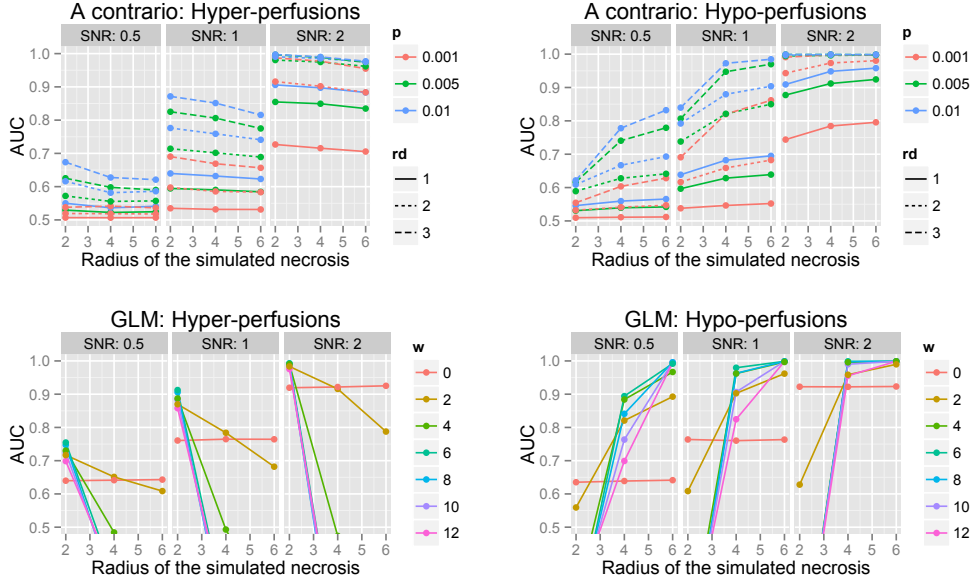 A contrario: Hyper-perfusions
SNR: 0.5 SNR: 1 SNR: 2
1.0
0.9
0.8
0.7
0.6
0.5
AUC
2 3 4 5 6 2 3 4 5 6 2 3 4 5 6
Radius of the simulated necrosis
p
0.001
0.005
0.01
rd
1
2
3
A contrario: Hypo-perfusions
SNR: 0.5 SNR: 1 SNR: 2
1.0
0.9
0.8
0.7
0.6
0.5
AUC
2 3 4 5 6 2 3 4 5 6 2 3 4 5 6
Radius of the simulated necrosis
p
0.001
0.005
0.01
rd
1
2
3
GLM: Hyper-perfusions
SNR: 0.5 SNR: 1 SNR: 2
1.0
0.9
0.8
0.7
0.6
0.5
AUC
2 3 4 5 6 2 3 4 5 6 2 3 4 5 6
Radius of the simulated necrosis
w
0
2
4
6
8
10
12
GLM: Hypo-perfusions
SNR: 0.5 SNR: 1 SNR: 2
1.0
0.9
0.8
0.7
0.6
0.5
AUC
2 3 4 5 6 2 3 4 5 6 2 3 4 5 6
Radius of the simulated necrosis
w
0
2
4
6
8
10
12